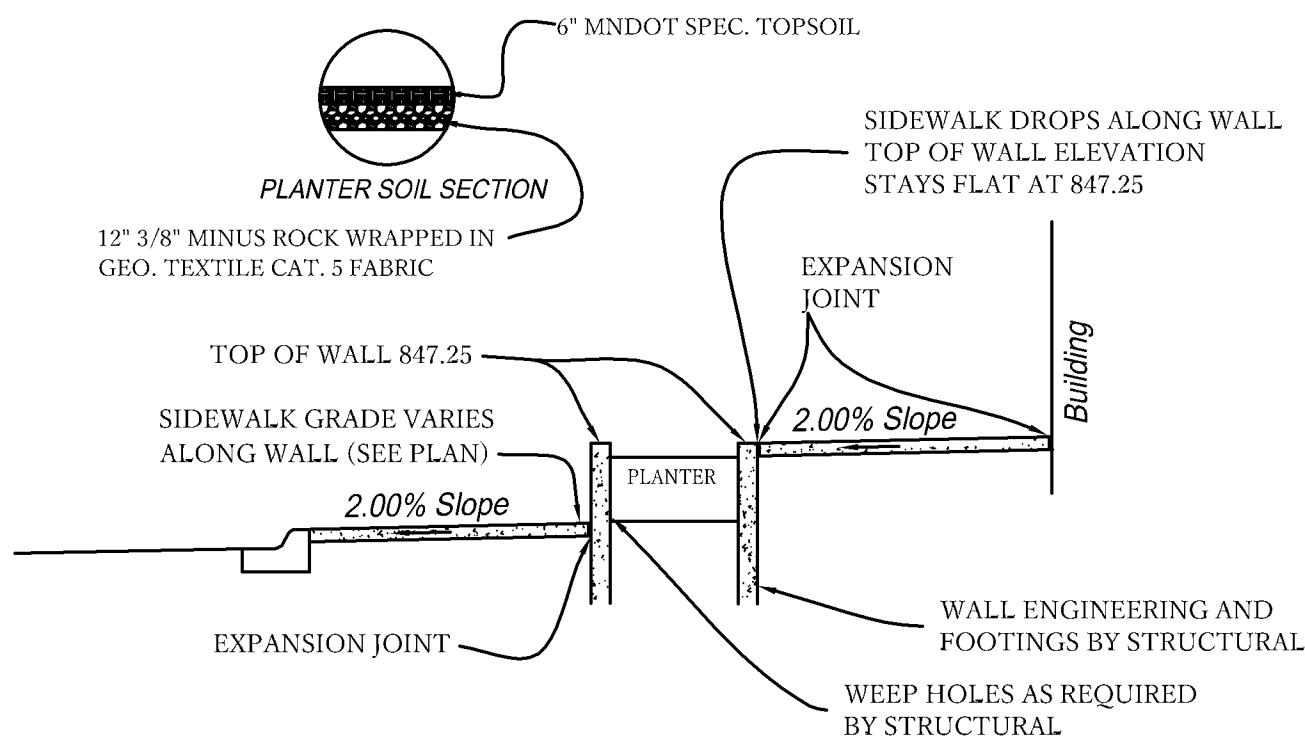 6" MNDOT SPEC. TOPSOIL
PLANTER SOIL SECTION
12" 3/8" MINUS ROCK WRAPPED IN
GEO. TEXTILE CAT. 5 FABRIC
SIDEWALK DROPS ALONG WALL
TOP OF WALL ELEVATION
STAYS FLAT AT 847.25
EXPANSION
JOINT
Building
TOP OF WALL 847.25
SIDEWALK GRADE VARIES
ALONG WALL (SEE PLAN)
2.00% Slope
PLANTER
2.00% Slope
EXPANSION JOINT
WALL ENGINEERING AND
FOOTINGS BY STRUCTURAL
WEEP HOLES AS REQUIRED
BY STRUCTURAL